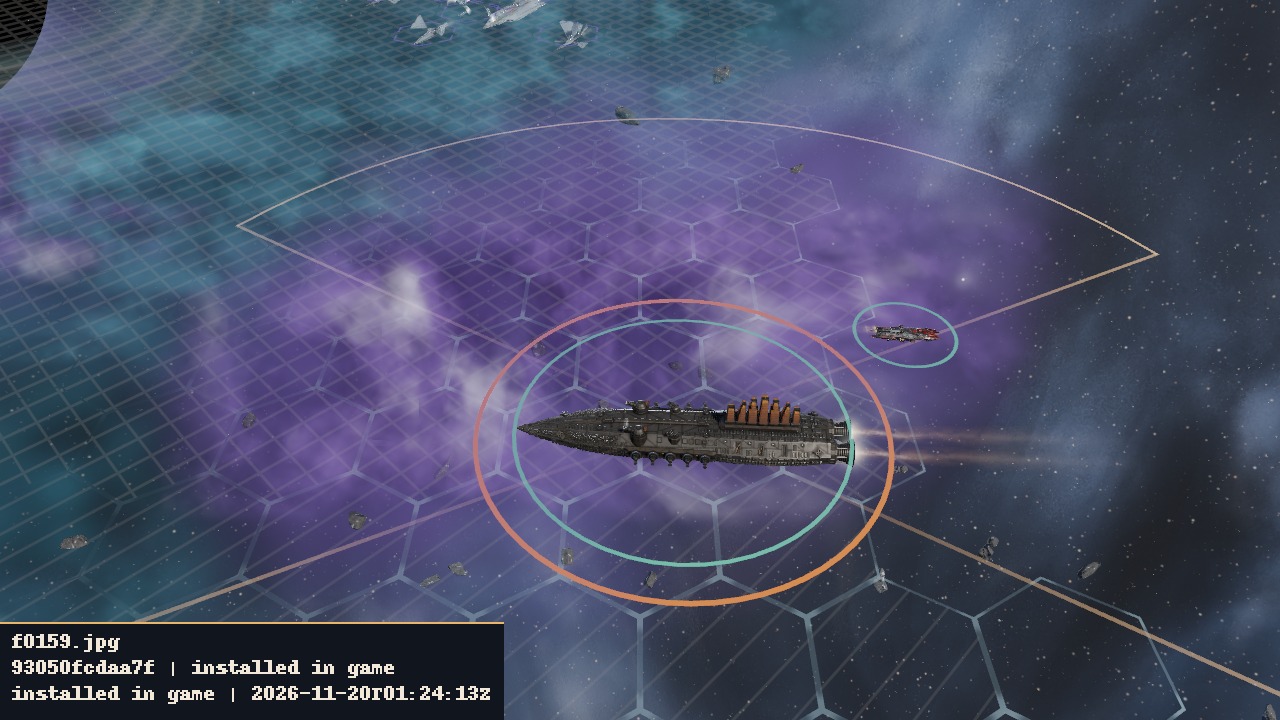 f0159.jpg
93050fcdaa7f | installed in game
installed in game | 2026-11-20T01:24:13Z